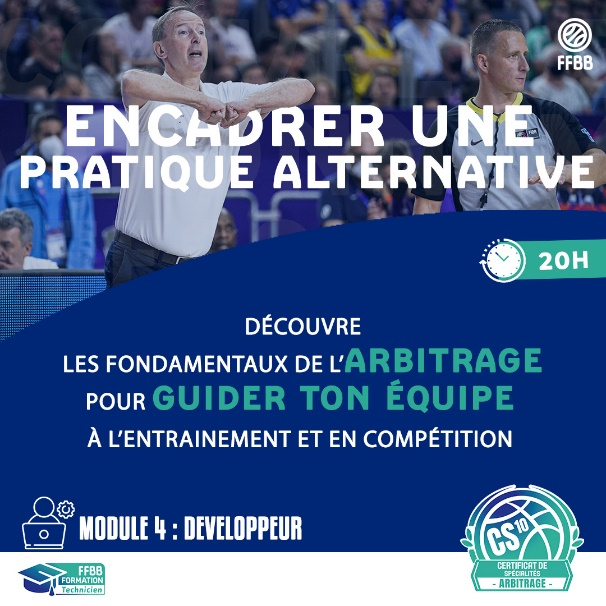 FFBB
ENCADRER UNE
PRATIQUE ALTERNATIVE
20H
DÉCOUVRE
LES FONDAMENTAUX DE L'ARBITRAGE
POUR GUIDER TON ÉQUIPE
À L'ENTRAINEMENT ET EN COMPÉTITION
MODULE 4 : DEVELOPPEUR
CS10
CERTIFICAT DE
SPÉCIALITÉS
- ARBITRAGE -
FFBB
FORMATION
Technicien